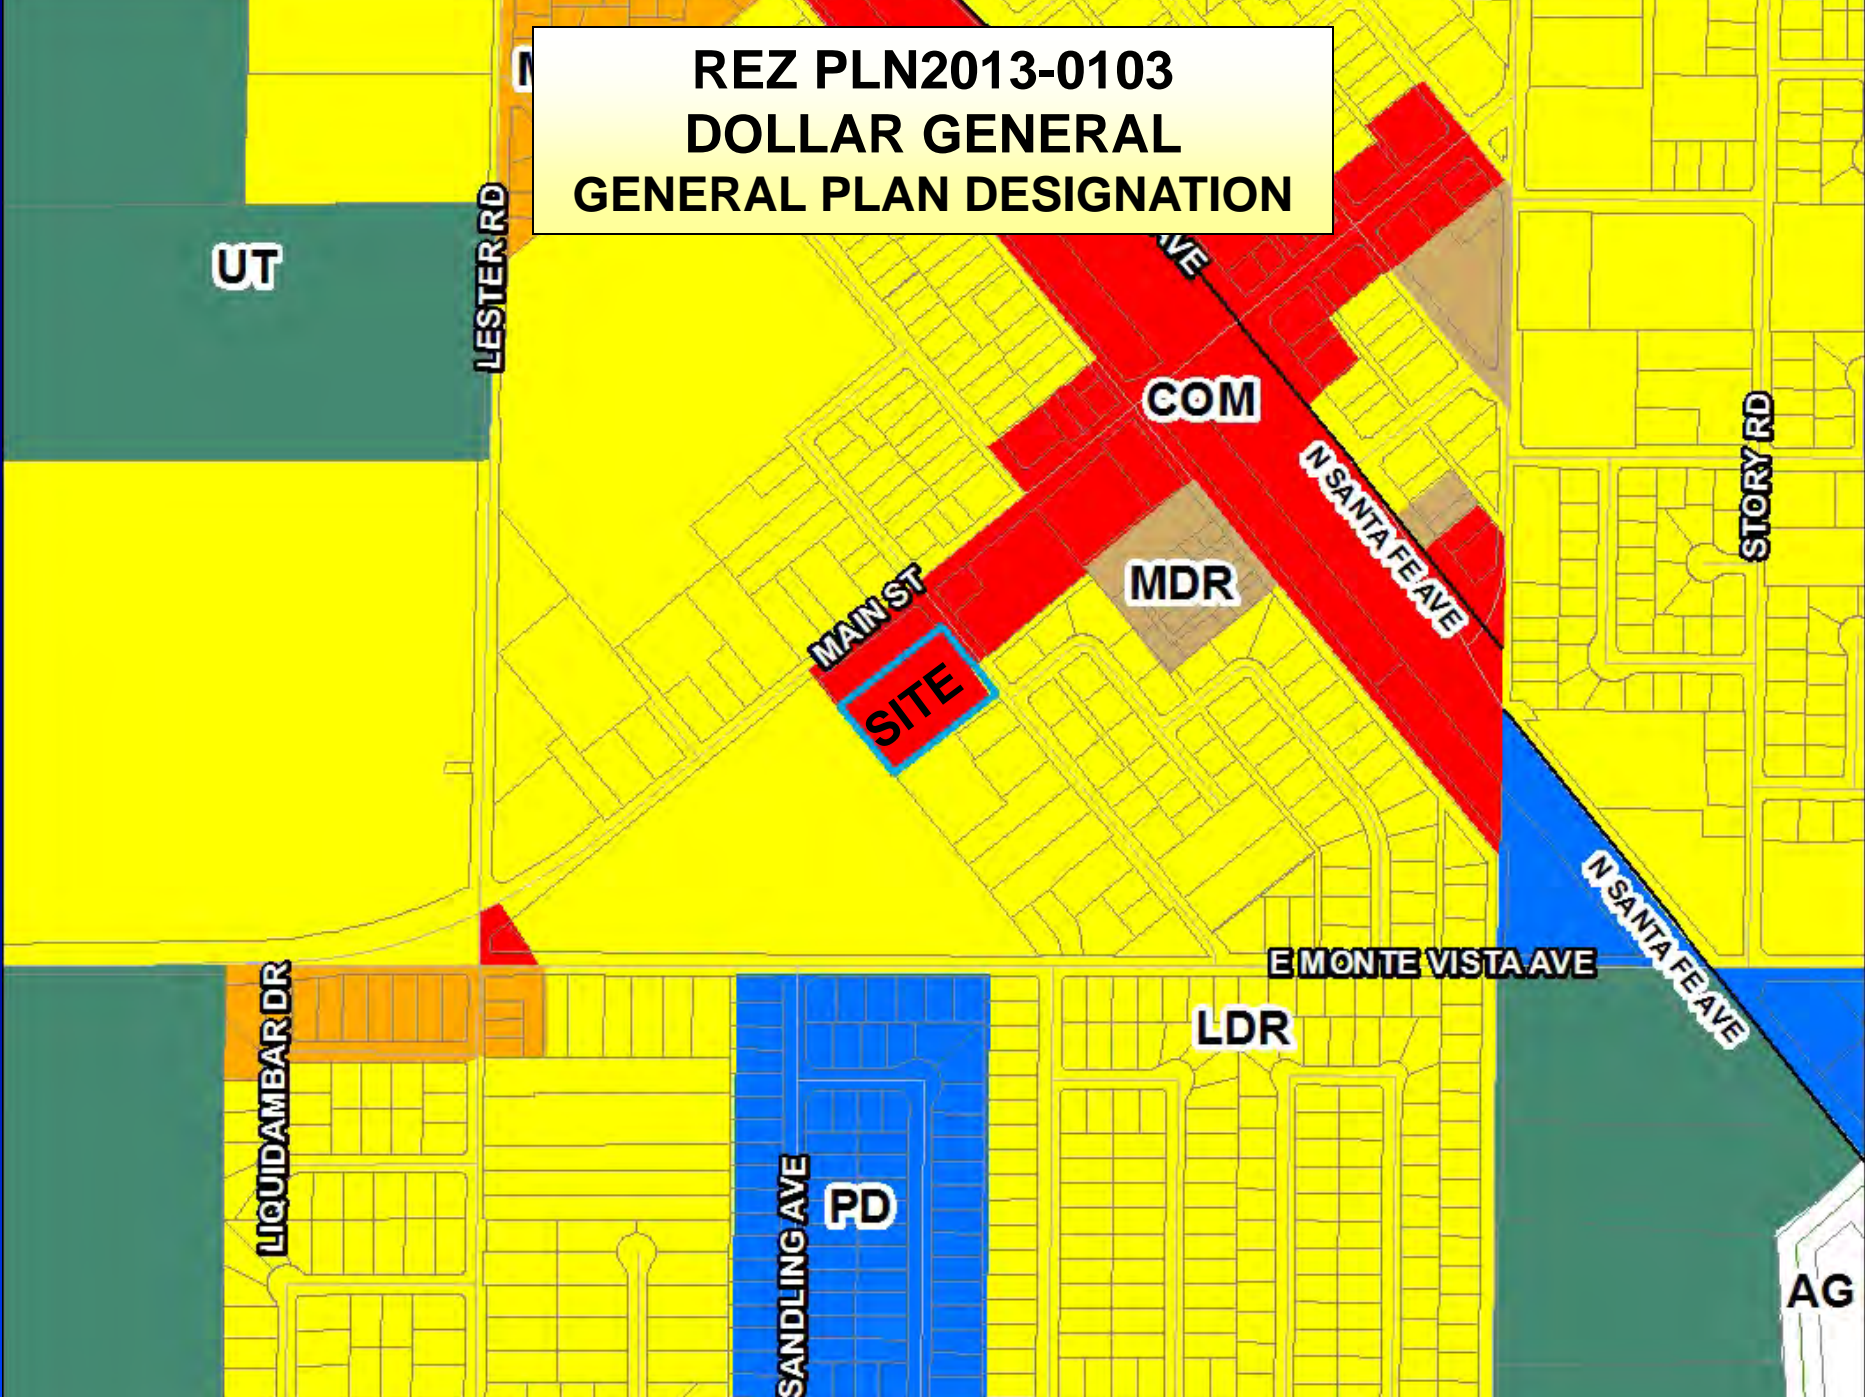 REZ PLN2013-0103
DOLLAR GENERAL
GENERAL PLAN DESIGNATION
AVE
UT
LESTER RD
COM
N SANTA FE AVE
STORY RD
MDR
MAIN ST
SITE
N SANTA FE AVE
E MONTE VISTA AVE
LIQUIDAMBAR DR
LDR
SANDLING AVE
PD
AG